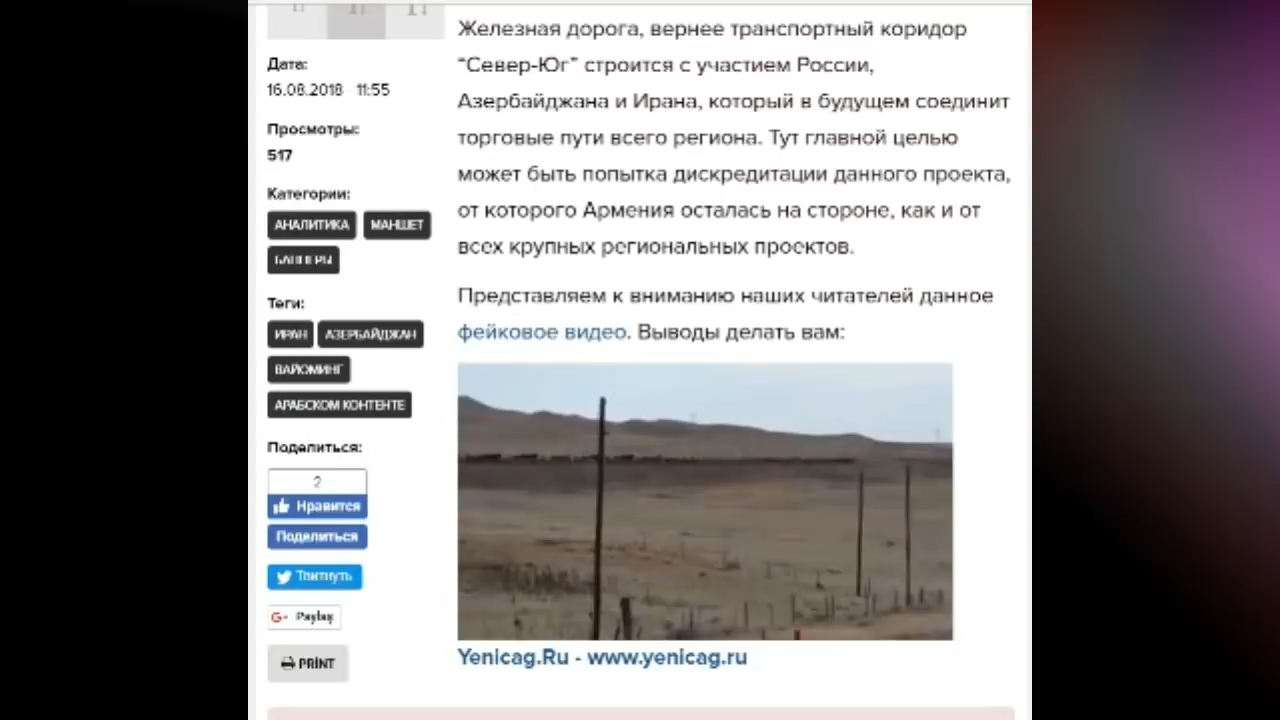 Дата:
16.08.2018 11:55
Просмотры:
517
Категории:
АНАЛИТИКА МАНШЕТ
БАННЕРЫ
Теги:
ИРАН АЗЕРБАЙДЖАН
ВАЙОМИНГ
АРАБСКОМ КОНТЕНТЕ
Поделиться:
2
Нравится
Поделиться
Твитнуть
G+ Paylaş
PRİNT
Железная дорога, вернее транспортный коридор
“Север-Юг” строится с участием России,
Азербайджана и Ирана, который в будущем соединит
торговые пути всего региона. Тут главной целью
может быть попытка дискредитации данного проекта,
от которого Армения осталась на стороне, как и от
всех крупных региональных проектов.
Представляем к вниманию наших читателей данное
фейковое видео. Выводы делать вам:
Yenicag.Ru - www.yenicag.ru